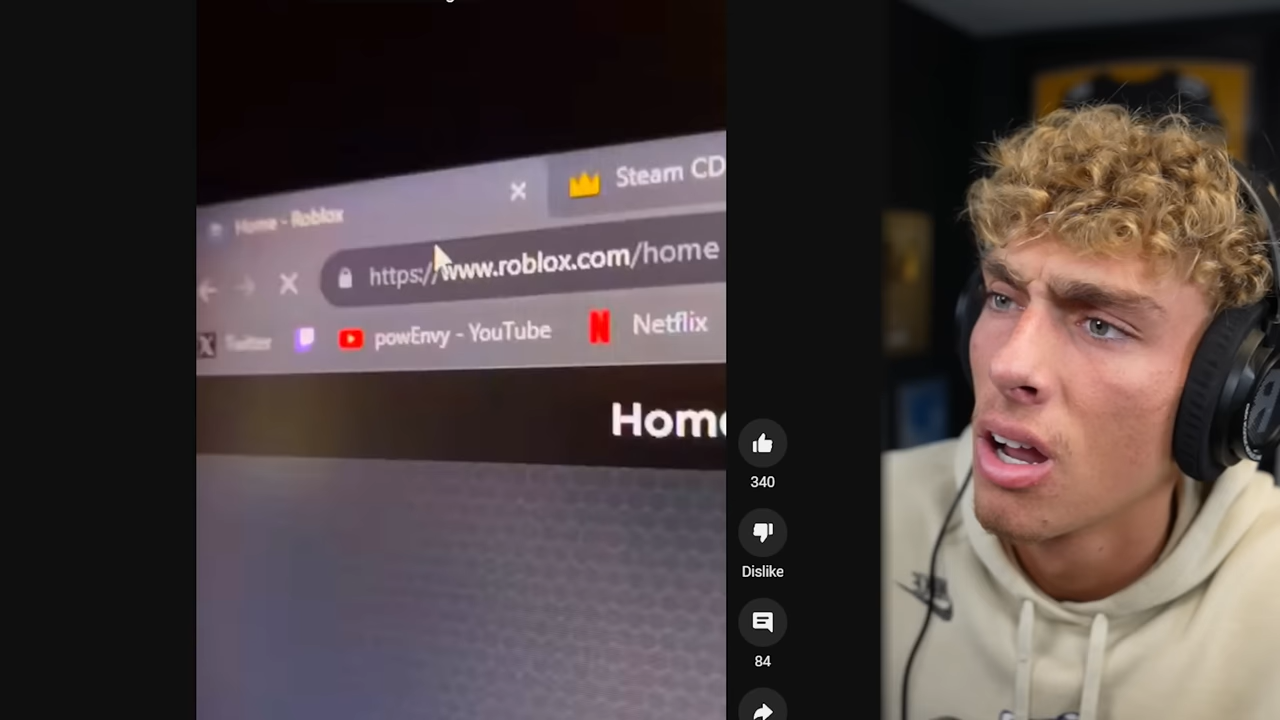 Home - Roblox
Steam CD
https://www.roblox.com/home
Twitter
powEnvy - YouTube
Netflix
Home
340
Dislike
84